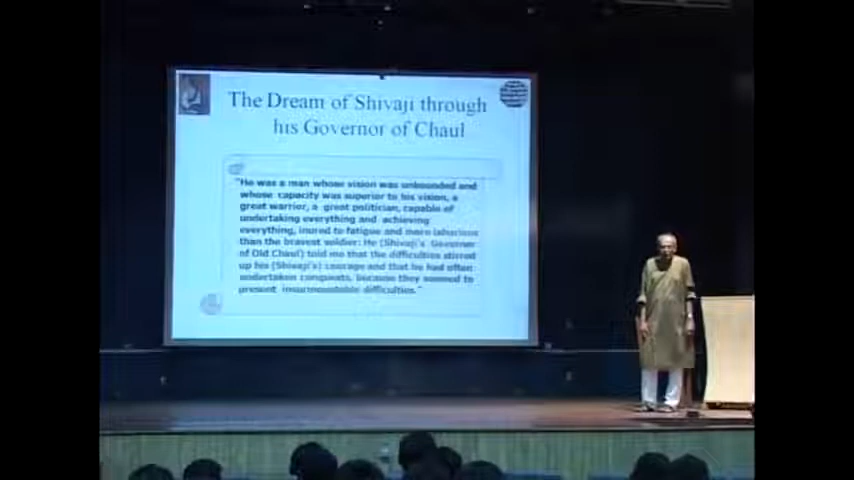 The Dream of Shivaji through
his Governor of Chaul
"He was a man whose vision was unbounded and
whose capacity was superior to his vision, a
great warrior, a great politician, capable of
undertaking everything and achieving
everything, inured to fatigue and more laborious
than the bravest soldier: He (Shivaji's Governor
of Old Chaul) told me that the difficulties stirred
up his (Shivaji's) courage and that he had often
undertaken conquests, because they seemed to
present insurmountable difficulties."